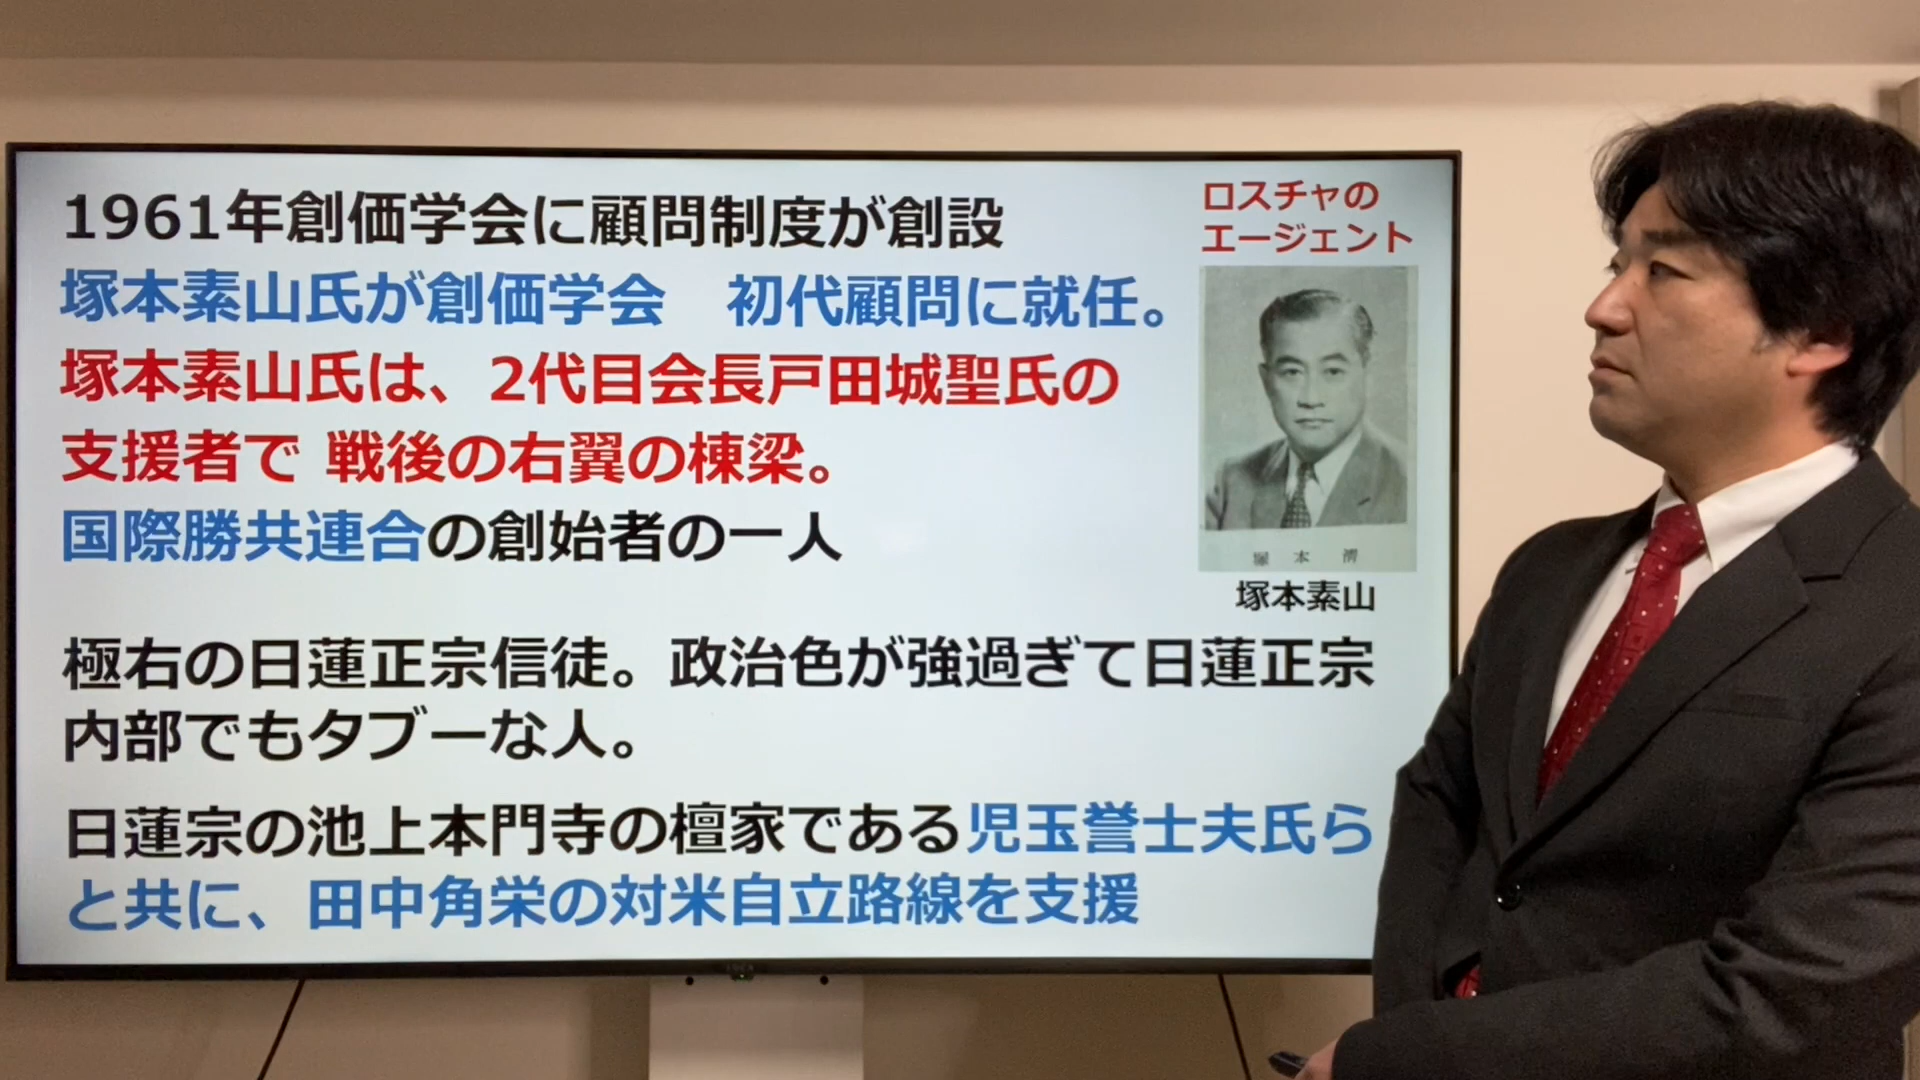 1961年創価学会に顧問制度が創設
塚本素山氏が創価学会　初代顧問に就任。
塚本素山氏は、2代目会長戸田城聖氏の
支援者で 戦後の右翼の棟梁。
国際勝共連合の創始者の一人
極右の日蓮正宗信徒。政治色が強過ぎて日蓮正宗
内部でもタブーな人。
日蓮宗の池上本門寺の檀家である児玉誉士夫氏ら
と共に、田中角栄の対米自立路線を支援
ロスチャの
エージェント
塚本清
塚本素山